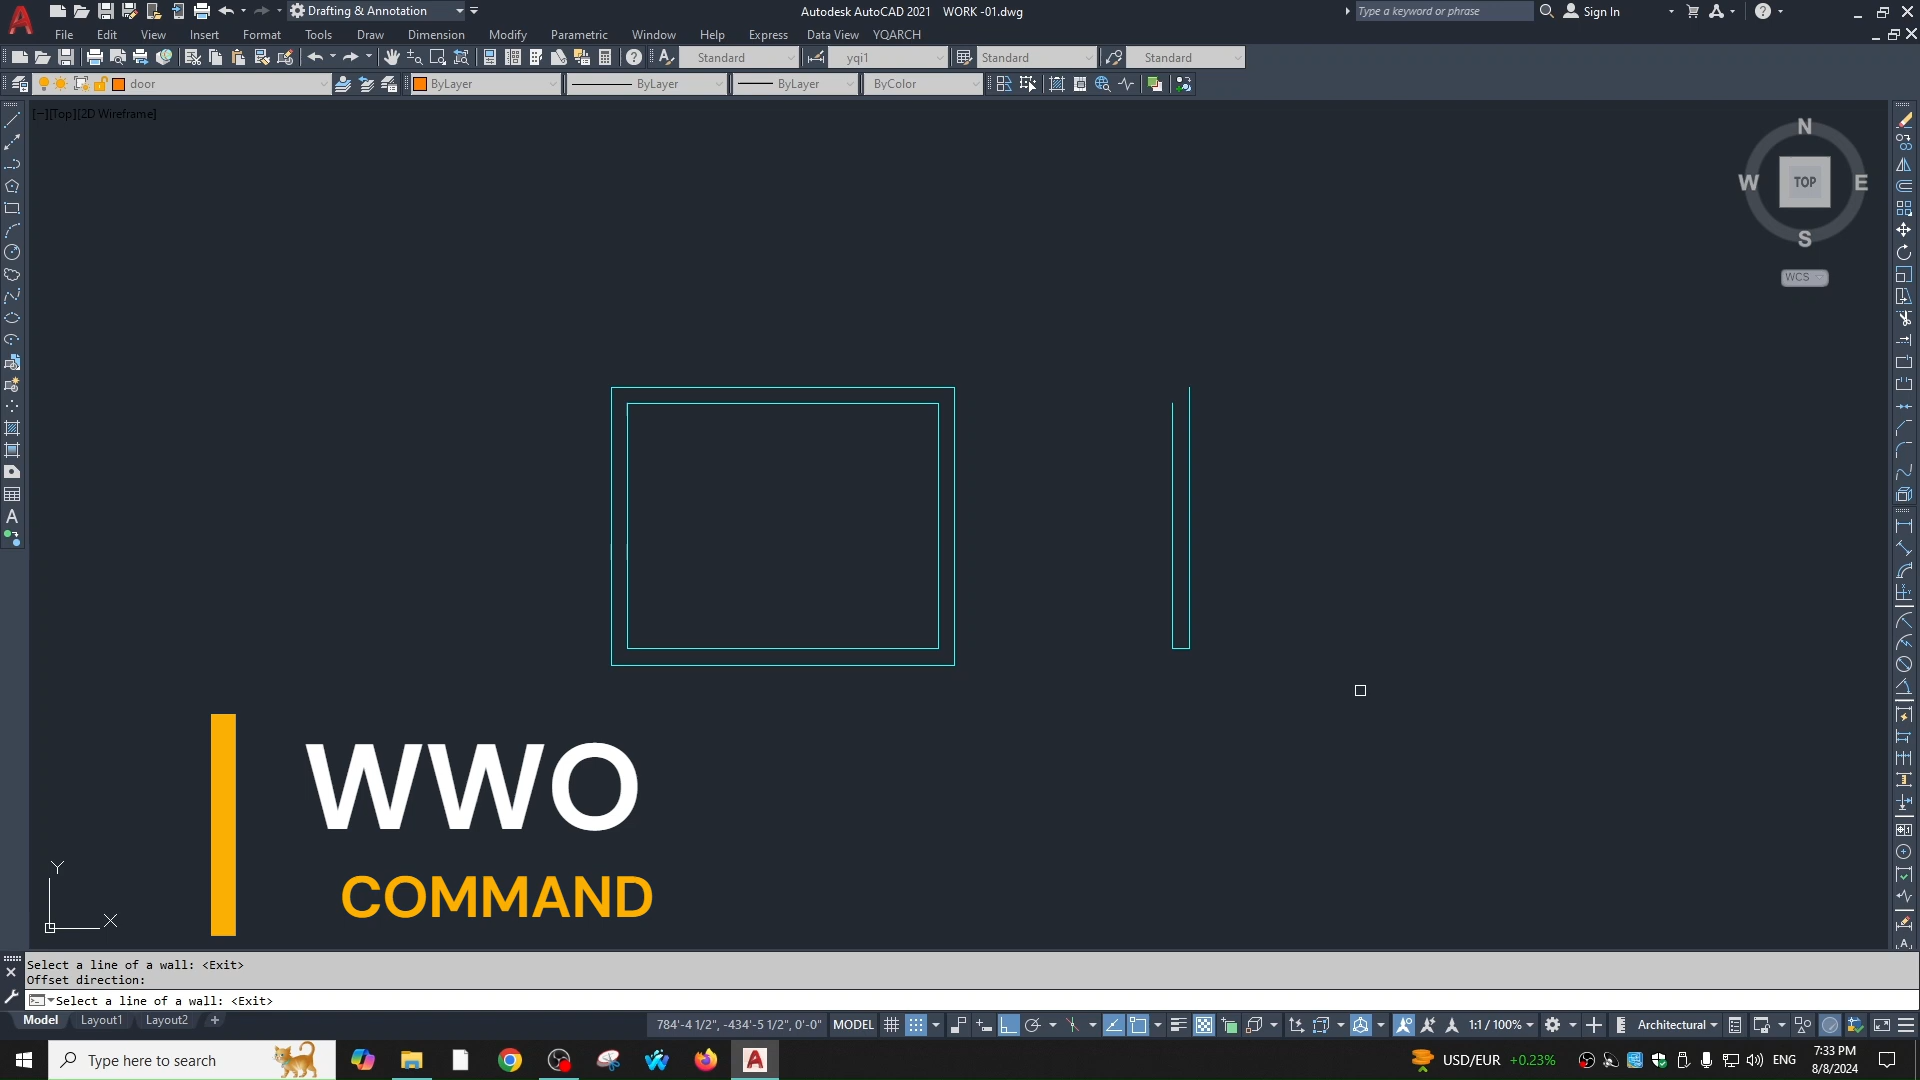 Drafting & Annotation
Autodesk AutoCAD 2021 WORK -01.dwg
Type a keyword or phrase
Sign In
File Edit View Insert Format Tools Draw Dimension Modify Parametric Window Help Express Data View YQARCH
Standard yqi1 Standard Standard
door ByLayer ByLayer ByLayer ByColor
[−][Top][2D Wireframe]
N
W TOP E
S
WCS
WWO
COMMAND
Y
X
Select a line of a wall: <Exit>
Offset direction:
Select a line of a wall: <Exit>
Model Layout1 Layout2 +
784'-4 1/2", -434'-5 1/2", 0'-0" MODEL 1:1 / 100% Architectural
Type here to search
USD/EUR +0.23% ENG
7:33 PM
8/8/2024